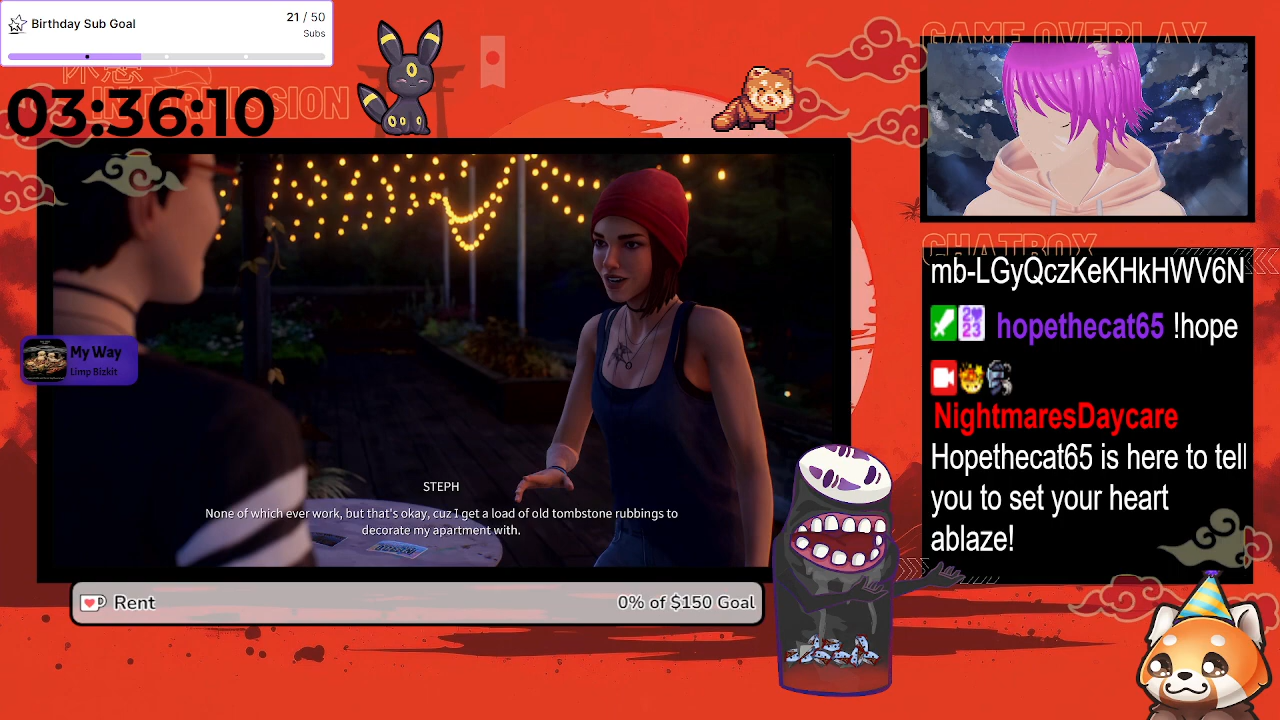 Birthday Sub Goal
21 / 50
Subs
03:36:10
INTERMISSION
GAME OVERLAY
My Way
Limp Bizkit
STEPH
None of which ever work, but that's okay, cuz I get a load of old tombstone rubbings to
decorate my apartment with.
Rent
0% of $150 Goal
CHATBOX
mb-LGyQczKeKHkHWV6N
hopethecat65 !hope
NightmaresDaycare
Hopethecat65 is here to tell
you to set your heart
ablaze!